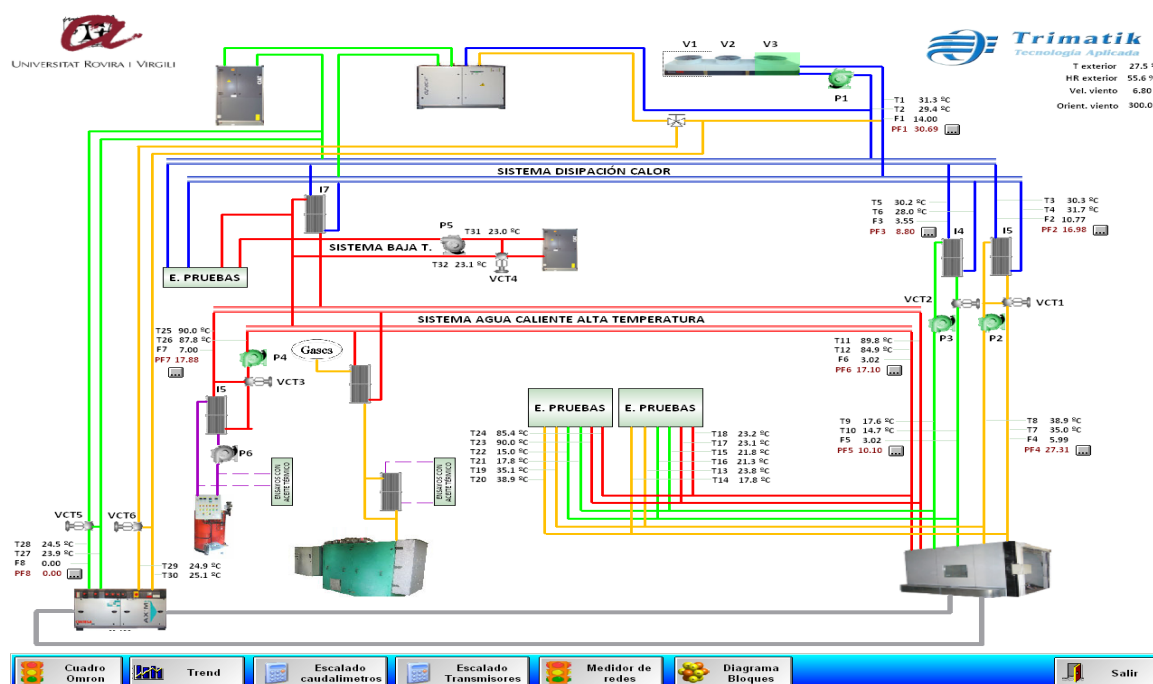 UNIVERSITAT ROVIRA I VIRGILI
V1 V2 V3
P1
Trimatik
Tecnología Aplicada
T exterior 27.5 º
HR exterior 55.6 %
Vel. viento 6.80
Orient. viento 300.0
T1 31.3 ºC
T2 29.4 ºC
F1 14.00
PF1 30.69 ...
SISTEMA DISIPACIÓN CALOR
I7
T5 30.2 ºC
T6 28.0 ºC
F3 3.55
PF3 8.80 ...
T3 30.3 ºC
T4 31.7 ºC
F2 10.77
PF2 16.98 ...
I4
I5
P5
T31 23.0 ºC
SISTEMA BAJA T.
T32 23.1 ºC
VCT4
E. PRUEBAS
VCT2
VCT1
P3
P2
SISTEMA AGUA CALIENTE ALTA TEMPERATURA
T25 90.0 ºC
T26 87.8 ºC
F7 7.00
PF7 17.88
...
P4
VCT3
Gases
I5
P6
T11 89.8 ºC
T12 84.9 ºC
F6 3.02
PF6 17.10 ...
E. PRUEBAS
E. PRUEBAS
T24 85.4 ºC
T23 90.0 ºC
T22 15.0 ºC
T21 17.8 ºC
T19 35.1 ºC
T20 38.9 ºC
T18 23.2 ºC
T17 23.1 ºC
T15 21.8 ºC
T16 21.3 ºC
T13 23.8 ºC
T14 17.8 ºC
T9 17.6 ºC
T10 14.7 ºC
F5 3.02
PF5 10.10 ...
T8 38.9 ºC
T7 35.0 ºC
F4 5.99
PF4 27.31 ...
ENSAYOS CON
ACEITE TÉRMICO
ENSAYOS CON
ACEITE TÉRMICO
VCT5
VCT6
T28 24.5 ºC
T27 23.9 ºC
F8 0.00
PF8 0.00 ...
T29 24.9 ºC
T30 25.1 ºC
AX'M
Cuadro
Omron
Trend
Escalado
caudalimetros
Escalado
Transmisores
Medidor de
redes
Diagrama
Bloques
Salir